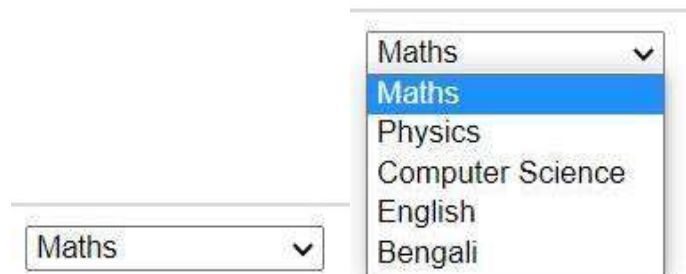 Maths
Maths
Maths
Physics
Computer Science
English
Bengali